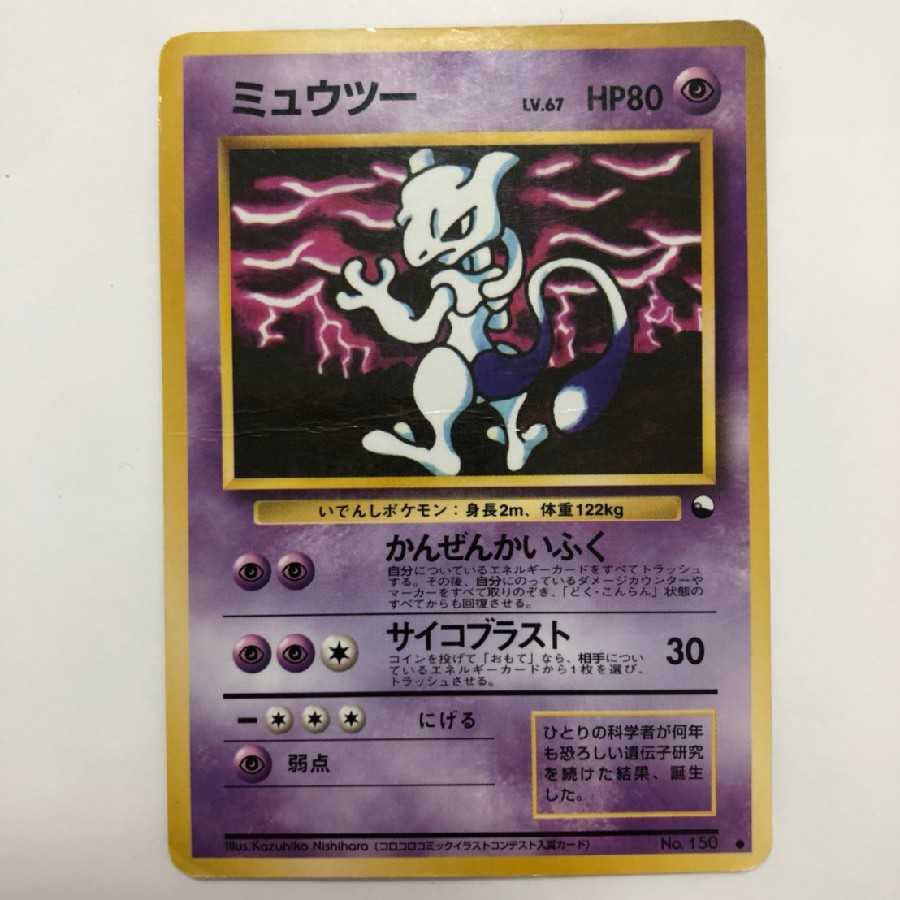 ミュウツー LV.67 HP80
いでんしポケモン：身長2m、体重122kg
かんぜんかいふく
自分についているエネルギーカードをすべてトラッシュ
する。その後、自分にのっているダメージカウンターや
マーカーをすべて取りのぞき、「どく・こんらん」状態の
すべてからも回復させる。
サイコブラスト 30
コインを投げて「おもて」なら、相手につい
ているエネルギーカードから1枚を選び、
トラッシュさせる。
にげる
弱点
ひとりの科学者が何年
も恐ろしい遺伝子研究
を続けた結果、誕生
した。
Illus.Kazuhiko Nishihara（コロコロコミックイラストコンテスト入賞カード） No. 150